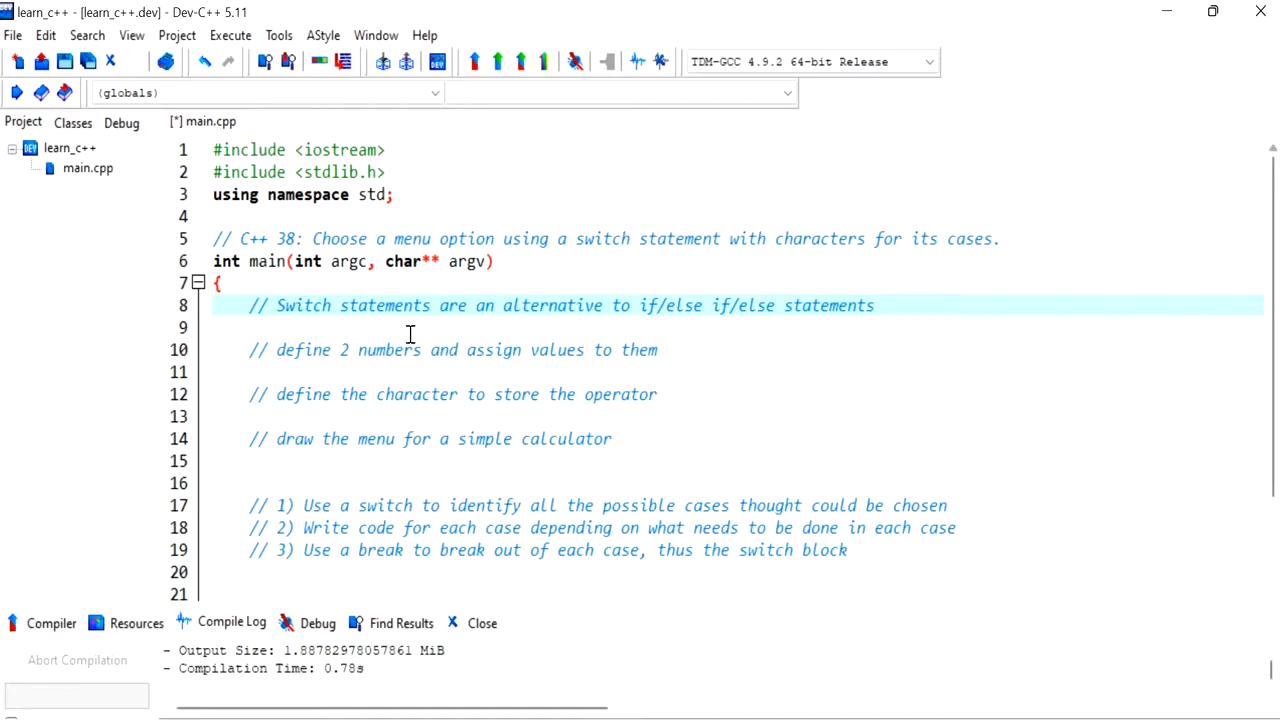 learn_c++ - [learn_c++.dev] - Dev-C++ 5.11
File Edit Search View Project Execute Tools AStyle Window Help
TDM-GCC 4.9.2 64-bit Release
(globals)
Project Classes Debug
[*] main.cpp
learn_c++
main.cpp
1 #include <iostream>
2 #include <stdlib.h>
3 using namespace std;
4
5 // C++ 38: Choose a menu option using a switch statement with characters for its cases.
6 int main(int argc, char** argv)
7 {
8 // Switch statements are an alternative to if/else if/else statements
9
10 // define 2 numbers and assign values to them
11
12 // define the character to store the operator
13
14 // draw the menu for a simple calculator
15
16
17 // 1) Use a switch to identify all the possible cases thought could be chosen
18 // 2) Write code for each case depending on what needs to be done in each case
19 // 3) Use a break to break out of each case, thus the switch block
20
21
Compiler Resources Compile Log Debug Find Results Close
Abort Compilation
- Output Size: 1.88782978057861 MiB
- Compilation Time: 0.78s